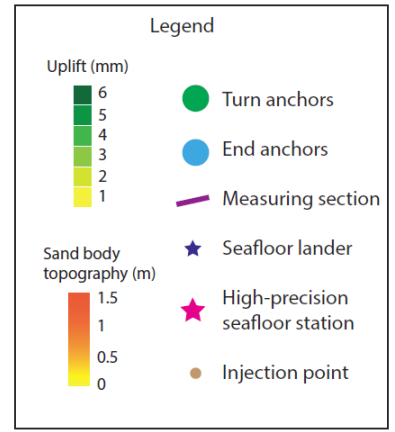 Legend
Uplift (mm)
6
5
4
3
2
1
Sand body
topography (m)
1.5
1
0.5
0
Turn anchors
End anchors
Measuring section
Seafloor lander
High-precision
seafloor station
Injection point